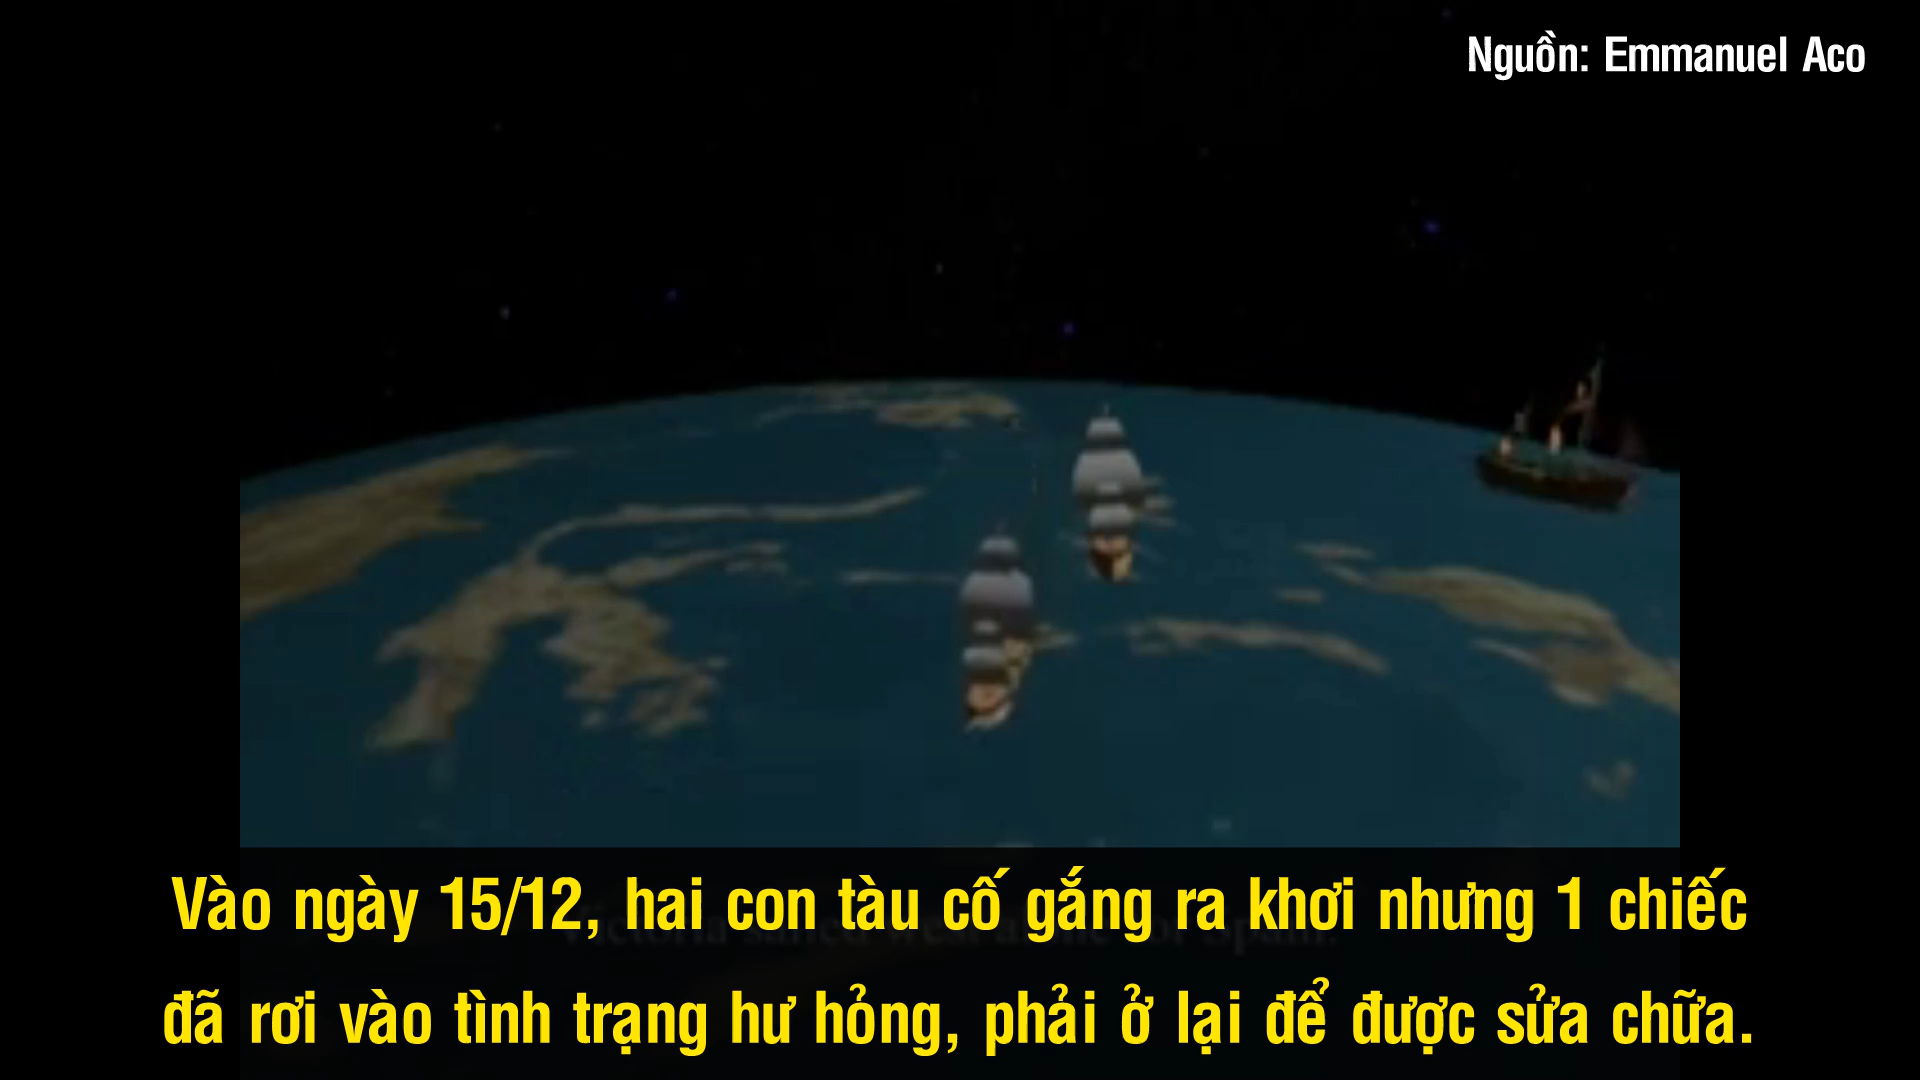 Nguồn: Emmanuel Aco
Vào ngày 15/12, hai con tàu cố gắng ra khơi nhưng 1 chiếc
đã rơi vào tình trạng hư hỏng, phải ở lại để được sửa chữa.